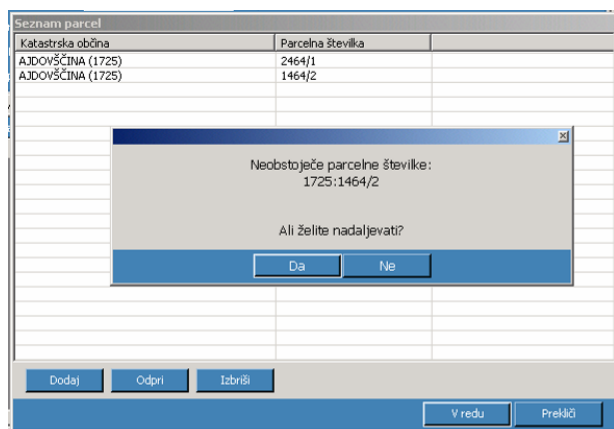 Seznam parcel
Katastrska občina Parcelna številka
AJDOVŠČINA (1725) 2464/1
AJDOVŠČINA (1725) 1464/2
Neobstoječe parcelne številke:
1725:1464/2
Ali želite nadaljevati?
Da Ne
Dodaj Odpri Izbriši
V redu Prekliči